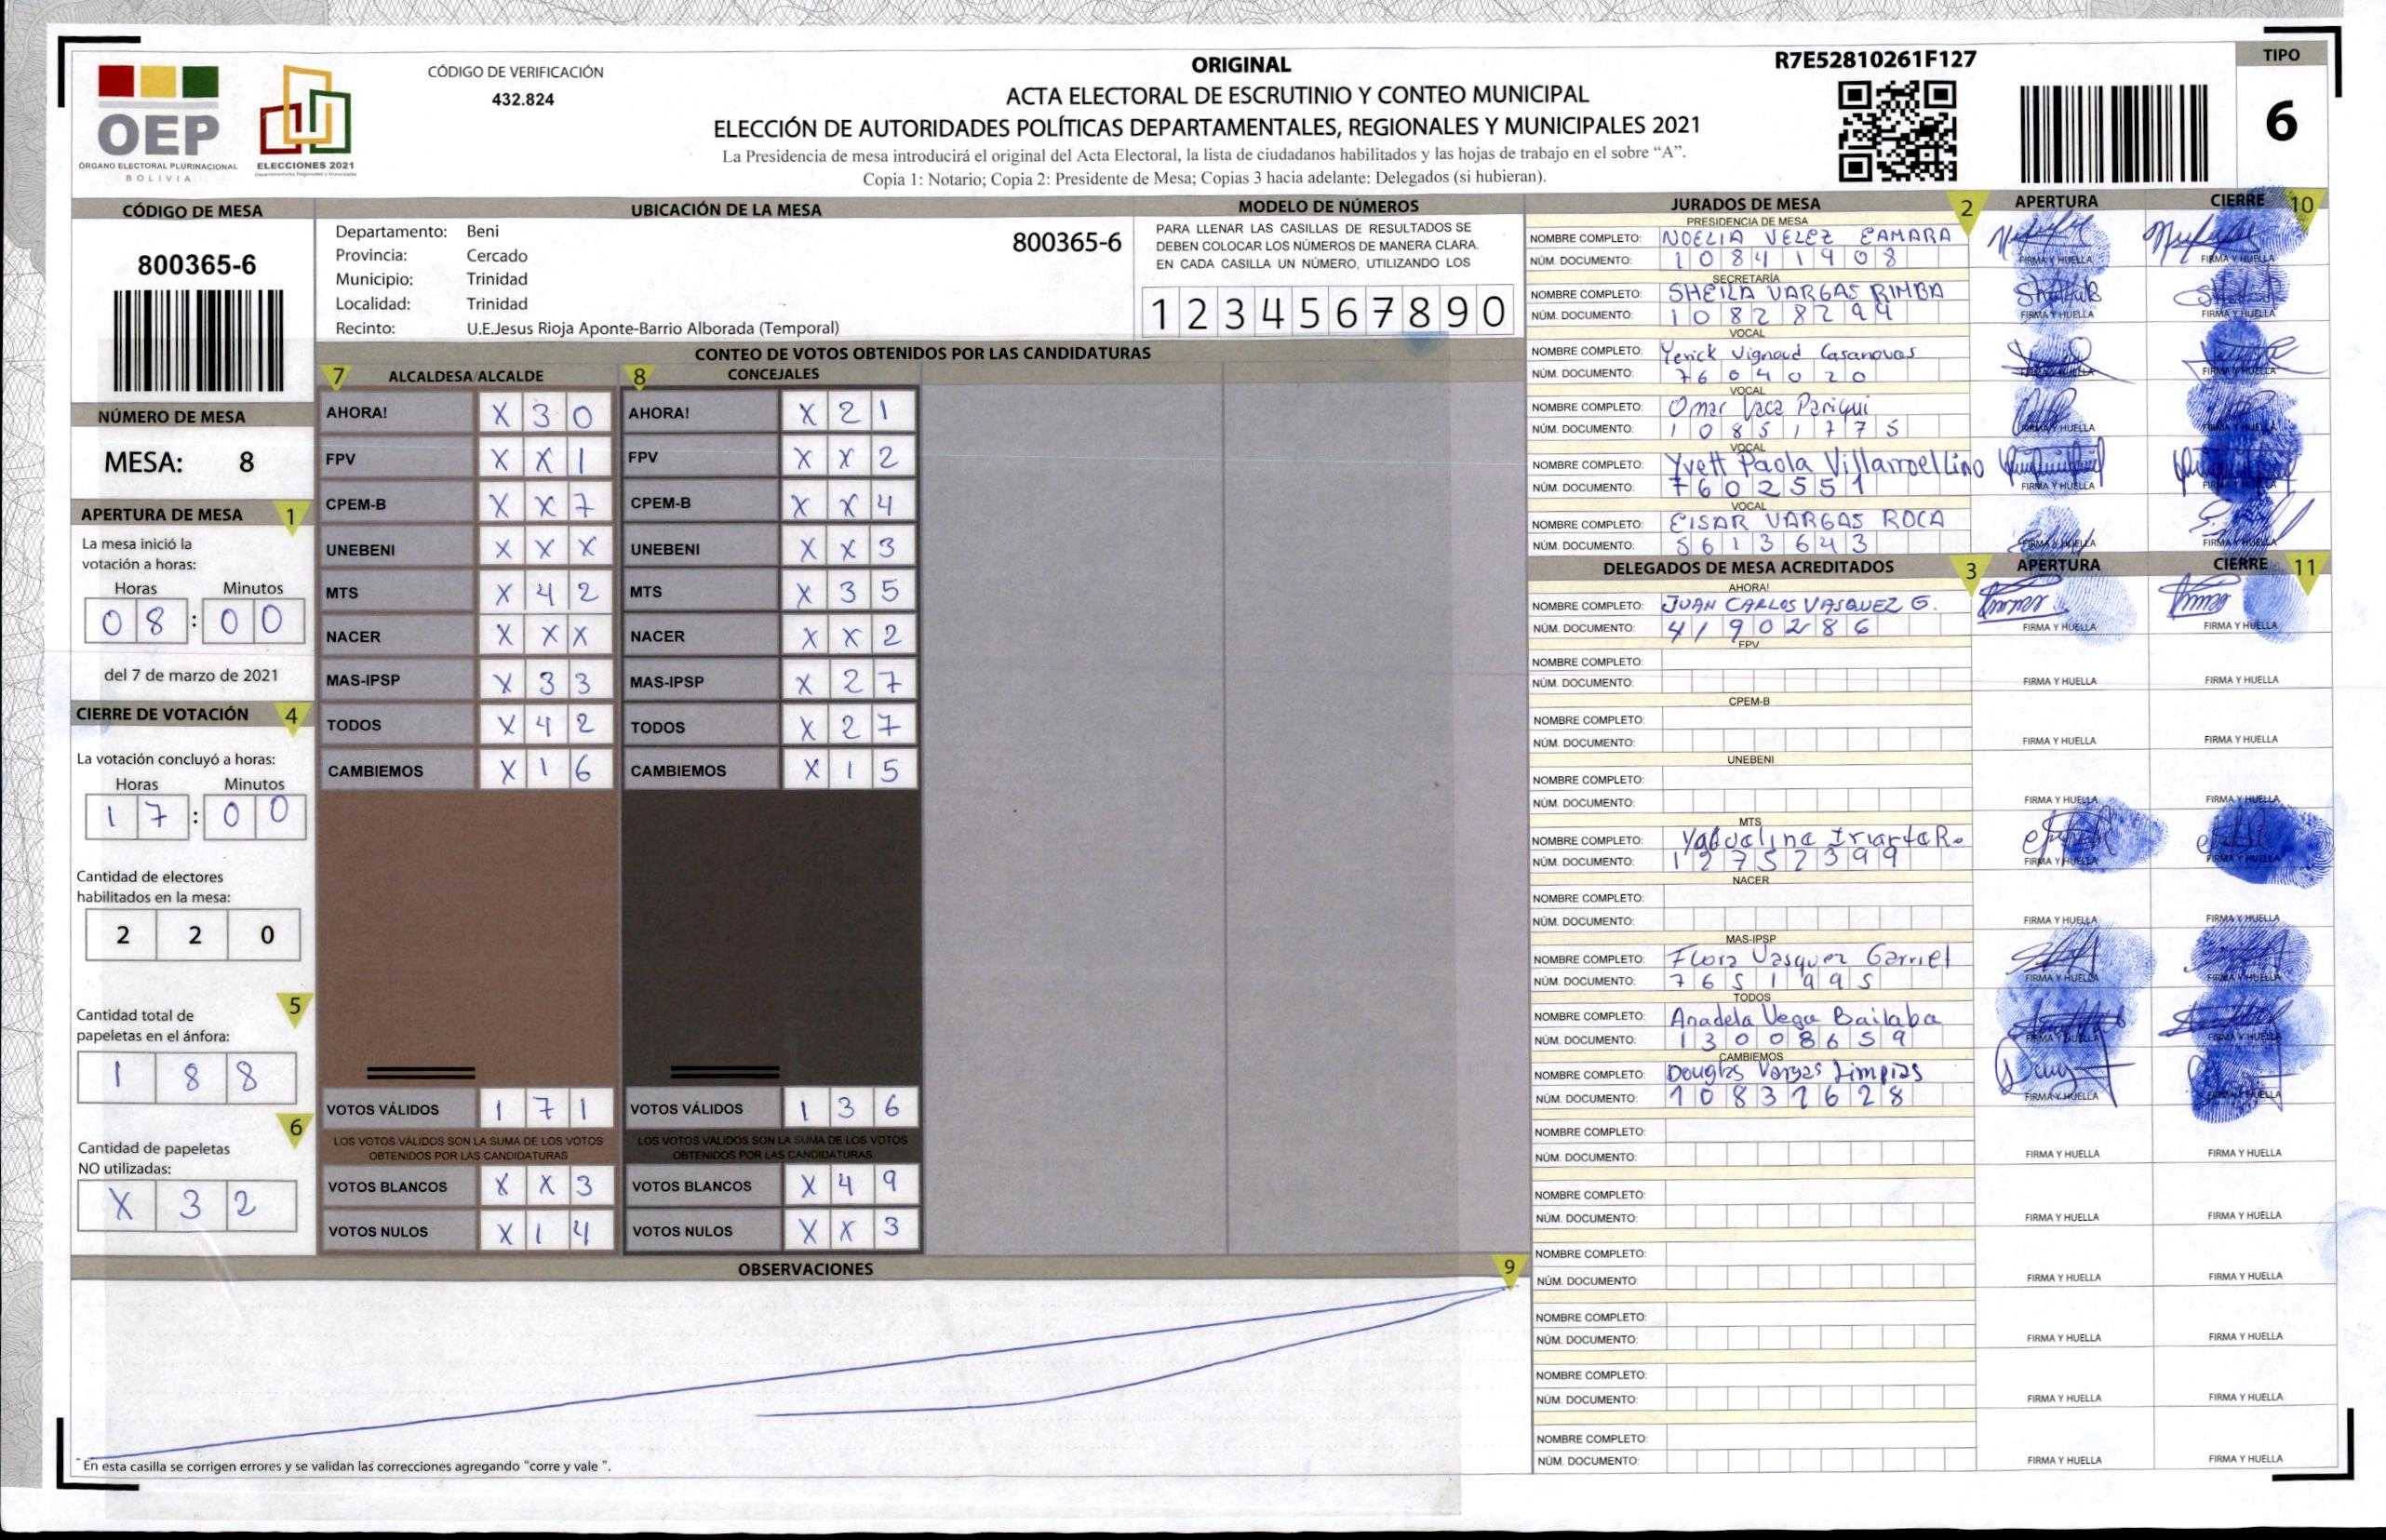 ORIGINAL
R7E52810261F127
TIPO
6
OEP
ÓRGANO ELECTORAL PLURINACIONAL
BOLIVIA
ELECCIONES 2021
CÓDIGO DE VERIFICACIÓN
432.824
ACTA ELECTORAL DE ESCRUTINIO Y CONTEO MUNICIPAL
ELECCIÓN DE AUTORIDADES POLÍTICAS DEPARTAMENTALES, REGIONALES Y MUNICIPALES 2021
La Presidencia de mesa introducirá el original del Acta Electoral, la lista de ciudadanos habilitados y las hojas de trabajo en el sobre “A”.
Copia 1: Notario; Copia 2: Presidente de Mesa; Copias 3 hacia adelante: Delegados (si hubieran).
CÓDIGO DE MESA
800365-6
NÚMERO DE MESA
MESA: 8
APERTURA DE MESA 1
La mesa inició la
votación a horas:
Horas Minutos
08:00
del 7 de marzo de 2021
CIERRE DE VOTACIÓN 4
La votación concluyó a horas:
Horas Minutos
17:00
Cantidad de electores
habilitados en la mesa:
2 2 0
5
Cantidad total de
papeletas en el ánfora:
1 8 8
6
Cantidad de papeletas
NO utilizadas:
X 3 2
UBICACIÓN DE LA MESA
Departamento: Beni
Provincia: Cercado
Municipio: Trinidad
Localidad: Trinidad
Recinto: U.E.Jesus Rioja Aponte-Barrio Alborada (Temporal)
800365-6
MODELO DE NÚMEROS
PARA LLENAR LAS CASILLAS DE RESULTADOS SE
DEBEN COLOCAR LOS NÚMEROS DE MANERA CLARA.
EN CADA CASILLA UN NÚMERO, UTILIZANDO LOS
1 2 3 4 5 6 7 8 9 0
CONTEO DE VOTOS OBTENIDOS POR LAS CANDIDATURAS
7 ALCALDESA/ALCALDE 8 CONCEJALES
AHORA! X 3 0 AHORA! X 2 1
FPV X X 1 FPV X X 2
CPEM-B X X 7 CPEM-B X X 4
UNEBENI X X X UNEBENI X X 3
MTS X 4 2 MTS X 3 5
NACER X X X NACER X X 2
MAS-IPSP X 3 3 MAS-IPSP X 2 7
TODOS X 4 2 TODOS X 2 7
CAMBIEMOS X 1 6 CAMBIEMOS X 1 5
VOTOS VÁLIDOS 1 7 1 VOTOS VÁLIDOS 1 3 6
LOS VOTOS VÁLIDOS SON LA SUMA DE LOS VOTOS LOS VOTOS VÁLIDOS SON LA SUMA DE LOS VOTOS
OBTENIDOS POR LAS CANDIDATURAS OBTENIDOS POR LAS CANDIDATURAS
VOTOS BLANCOS X X 3 VOTOS BLANCOS X 4 9
VOTOS NULOS X 1 4 VOTOS NULOS X X 3
OBSERVACIONES 9
En esta casilla se corrigen errores y se validan las correcciones agregando "corre y vale ".
JURADOS DE MESA 2 APERTURA CIERRE 10
PRESIDENCIA DE MESA
NOMBRE COMPLETO: NOELIA VELEZ CAMARA
NÚM. DOCUMENTO: 10841908 FIRMA Y HUELLA FIRMA Y HUELLA
SECRETARÍA
NOMBRE COMPLETO: SHEILA VARGAS RIMBA
NÚM. DOCUMENTO: 10828294 FIRMA Y HUELLA FIRMA Y HUELLA
VOCAL
NOMBRE COMPLETO: Yerick Vignaud Casanovas
NÚM. DOCUMENTO: 7604020 FIRMA Y HUELLA FIRMA Y HUELLA
VOCAL
NOMBRE COMPLETO: Omar Vaca Pariqui
NÚM. DOCUMENTO: 10851775 FIRMA Y HUELLA FIRMA Y HUELLA
VOCAL
NOMBRE COMPLETO: Yvett Paola Villarroel Lino
NÚM. DOCUMENTO: 7602551 FIRMA Y HUELLA FIRMA Y HUELLA
VOCAL
NOMBRE COMPLETO: EISAR VARGAS ROCA
NÚM. DOCUMENTO: 5613643 FIRMA Y HUELLA FIRMA Y HUELLA
DELEGADOS DE MESA ACREDITADOS 3 APERTURA CIERRE 11
AHORA!
NOMBRE COMPLETO: JUAN CARLOS VASQUEZ G.
NÚM. DOCUMENTO: 4190286 FIRMA Y HUELLA FIRMA Y HUELLA
FPV
NOMBRE COMPLETO:
NÚM. DOCUMENTO: FIRMA Y HUELLA FIRMA Y HUELLA
CPEM-B
NOMBRE COMPLETO:
NÚM. DOCUMENTO: FIRMA Y HUELLA FIRMA Y HUELLA
UNEBENI
NOMBRE COMPLETO:
NÚM. DOCUMENTO: FIRMA Y HUELLA FIRMA Y HUELLA
MTS
NOMBRE COMPLETO: Iriarte R.
NÚM. DOCUMENTO: 12752399 FIRMA Y HUELLA FIRMA Y HUELLA
NACER
NOMBRE COMPLETO:
NÚM. DOCUMENTO: FIRMA Y HUELLA FIRMA Y HUELLA
MAS-IPSP
NOMBRE COMPLETO: Flora Vasquez Garriel
NÚM. DOCUMENTO: 7651995 FIRMA Y HUELLA FIRMA Y HUELLA
TODOS
NOMBRE COMPLETO: Anadela Vega Bailaba
NÚM. DOCUMENTO: 13008659 FIRMA Y HUELLA FIRMA Y HUELLA
CAMBIEMOS
NOMBRE COMPLETO: Douglas Vargas Limpias
NÚM. DOCUMENTO: 10831628 FIRMA Y HUELLA FIRMA Y HUELLA
NOMBRE COMPLETO:
NÚM. DOCUMENTO: FIRMA Y HUELLA FIRMA Y HUELLA
NOMBRE COMPLETO:
NÚM. DOCUMENTO: FIRMA Y HUELLA FIRMA Y HUELLA
NOMBRE COMPLETO:
NÚM. DOCUMENTO: FIRMA Y HUELLA FIRMA Y HUELLA
NOMBRE COMPLETO:
NÚM. DOCUMENTO: FIRMA Y HUELLA FIRMA Y HUELLA
NOMBRE COMPLETO:
NÚM. DOCUMENTO: FIRMA Y HUELLA FIRMA Y HUELLA
NOMBRE COMPLETO:
NÚM. DOCUMENTO: FIRMA Y HUELLA FIRMA Y HUELLA